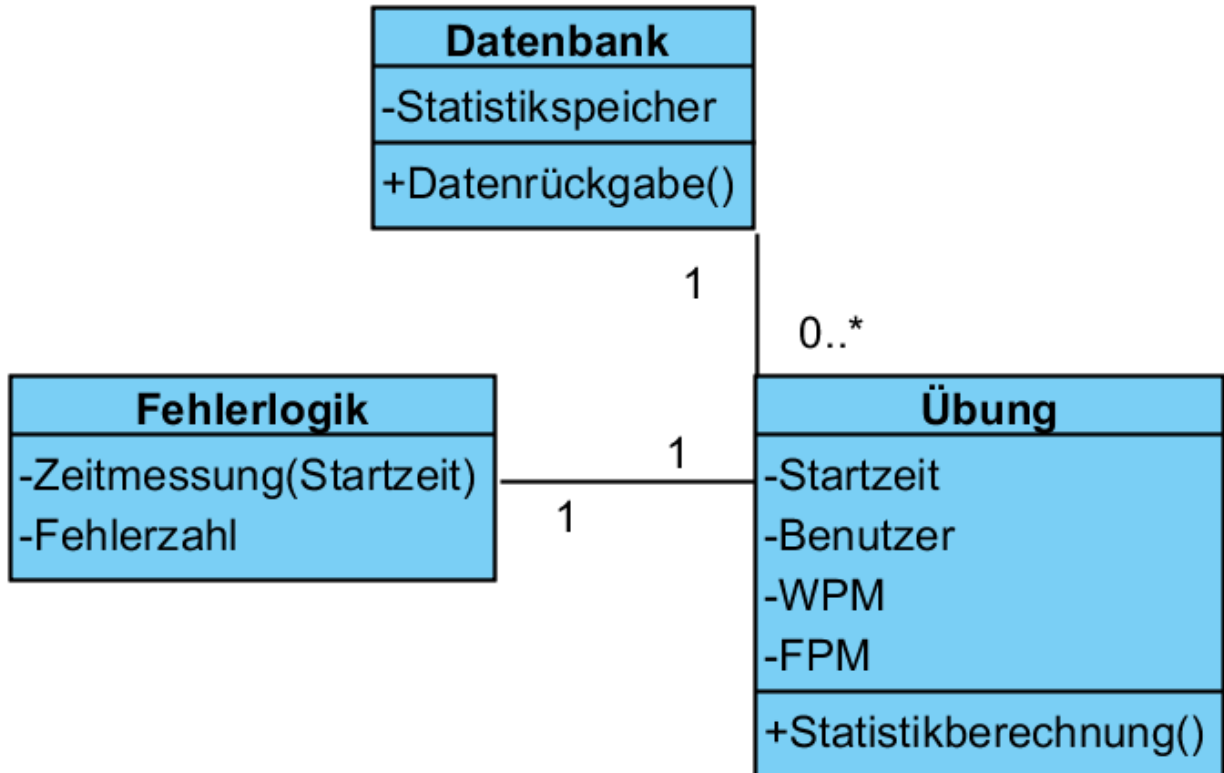 Datenbank
-Statistikspeicher
+Datenrückgabe()
1
0..*
Fehlerlogik
-Zeitmessung(Startzeit)
-Fehlerzahl
1
1
Übung
-Startzeit
-Benutzer
-WPM
-FPM
+Statistikberechnung()